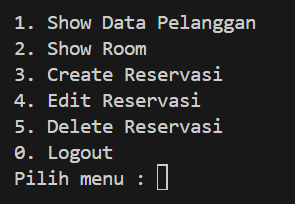 1. Show Data Pelanggan
2. Show Room
3. Create Reservasi
4. Edit Reservasi
5. Delete Reservasi
0. Logout
Pilih menu :